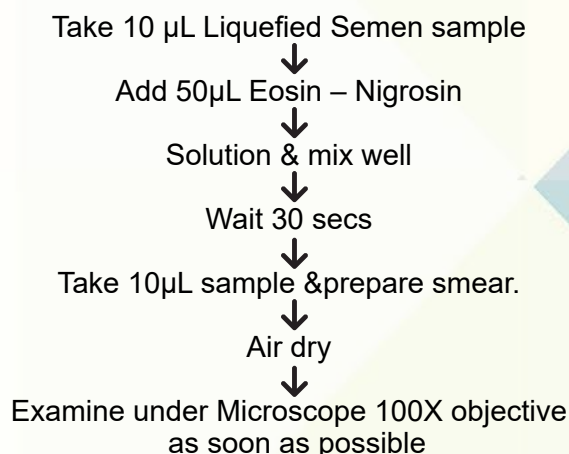 Take 10 µL Liquefied Semen sample
Add 50µL Eosin – Nigrosin
Solution & mix well
Wait 30 secs
Take 10µL sample &prepare smear.
Air dry
Examine under Microscope 100X objective
as soon as possible